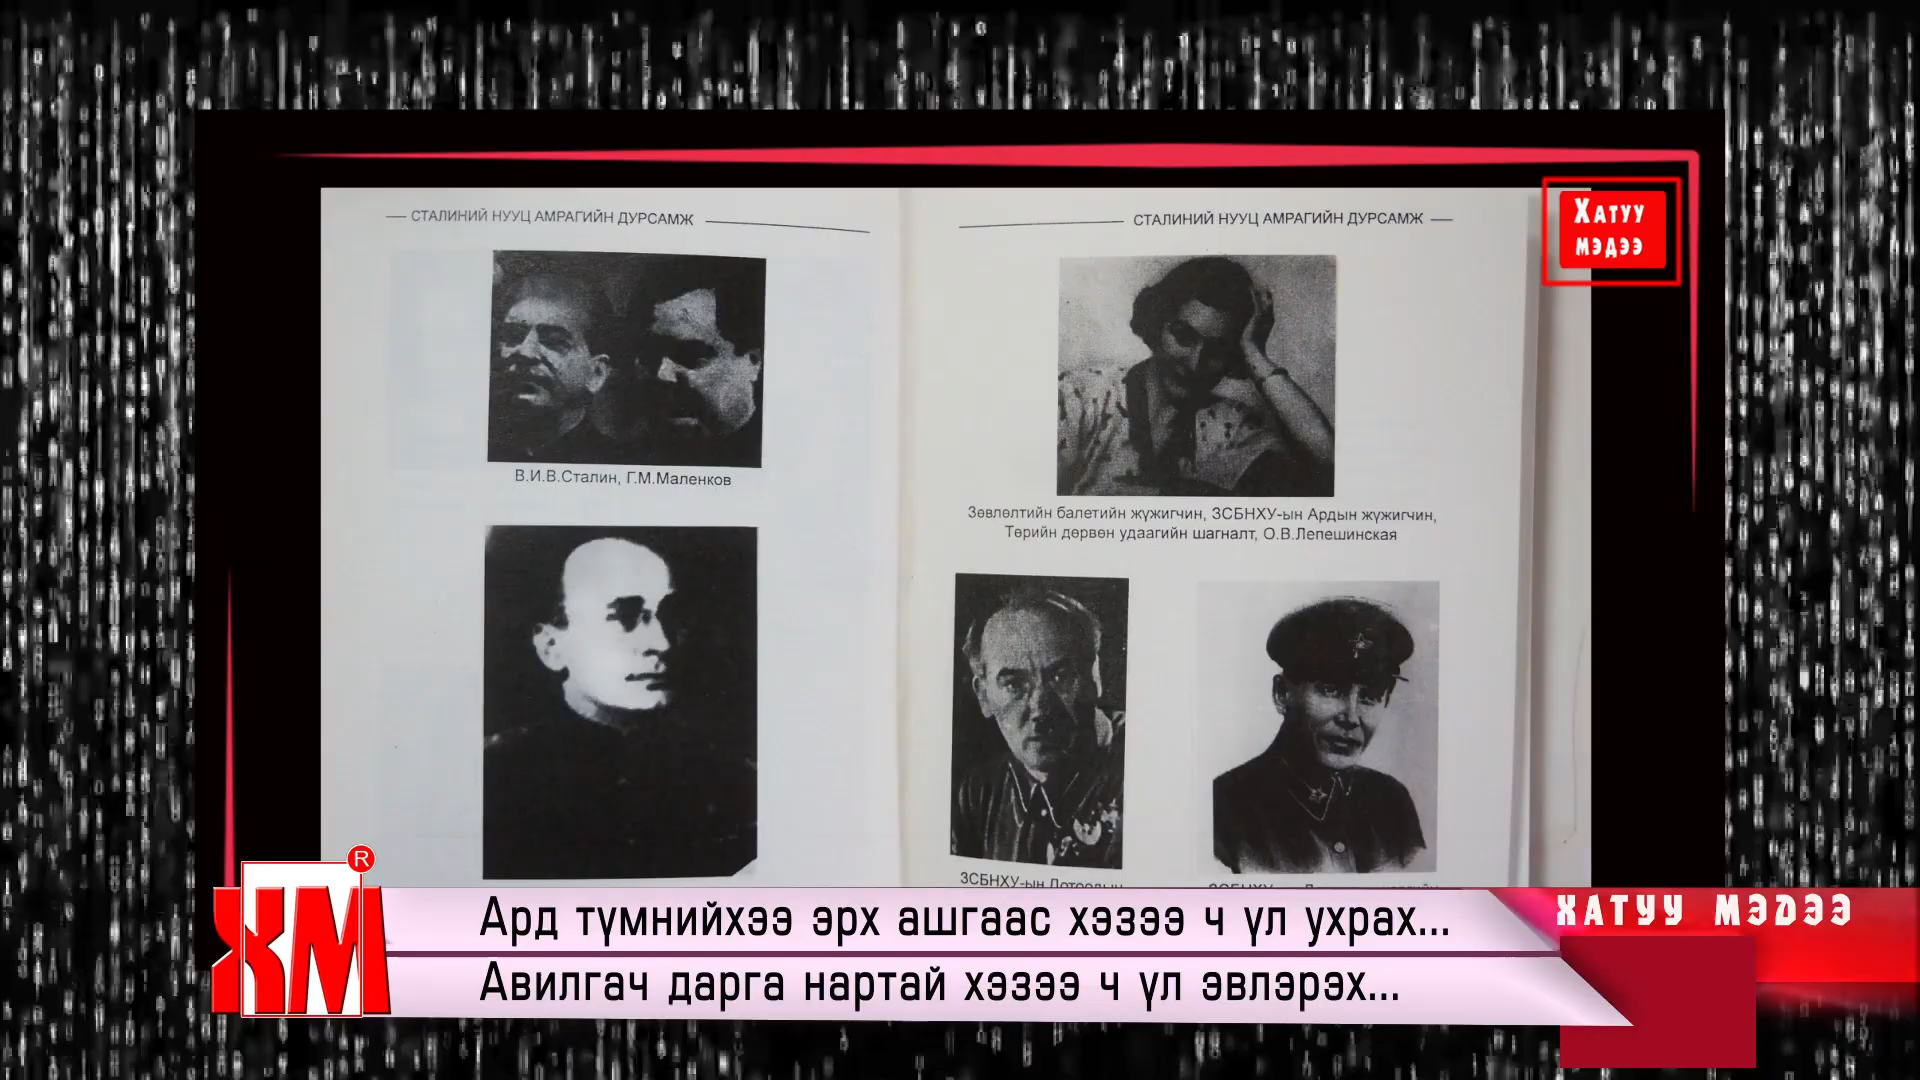 СТАЛИНИЙ НУУЦ АМРАГИЙН ДУРСАМЖ
В.И.В.Сталин, Г.М.Маленков
СТАЛИНИЙ НУУЦ АМРАГИЙН ДУРСАМЖ
Зөвлөлтийн балетийн жүжигчин, ЗСБНХУ-ын Ардын жүжигчин,
Төрийн дөрвөн удаагийн шагналт, О.В.Лепешинская
ЗСБНХУ-ын
ХАТУУ
МЭДЭЭ
R
ХМ
Ард түмнийхээ эрх ашгаас хэзээ ч үл ухрах...
Авилгач дарга нартай хэзээ ч үл эвлэрэх...
ХАТУУ МЭДЭЭ